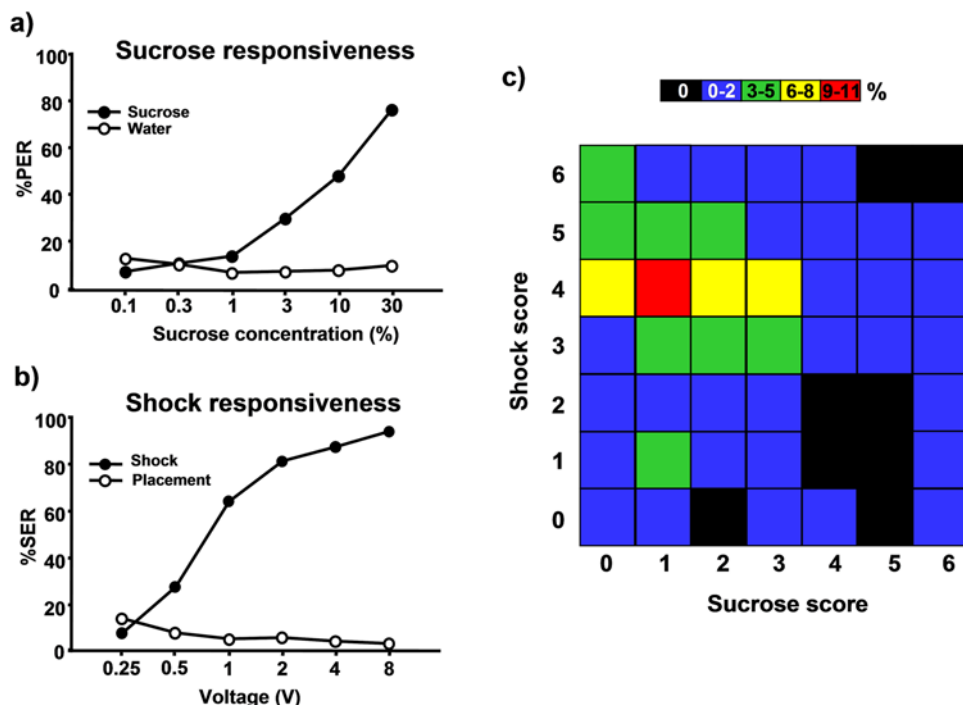 a)
Sucrose responsiveness
100
80
60
40
20
0
%PER
Sucrose
Water
0.1 0.3 1 3 10 30
Sucrose concentration (%)
b)
Shock responsiveness
100
80
60
40
20
0
%SER
Shock
Placement
0.25 0.5 1 2 4 8
Voltage (V)
c)
0 0-2 3-5 6-8 9-11 %
Shock score
6
5
4
3
2
1
0
0 1 2 3 4 5 6
Sucrose score